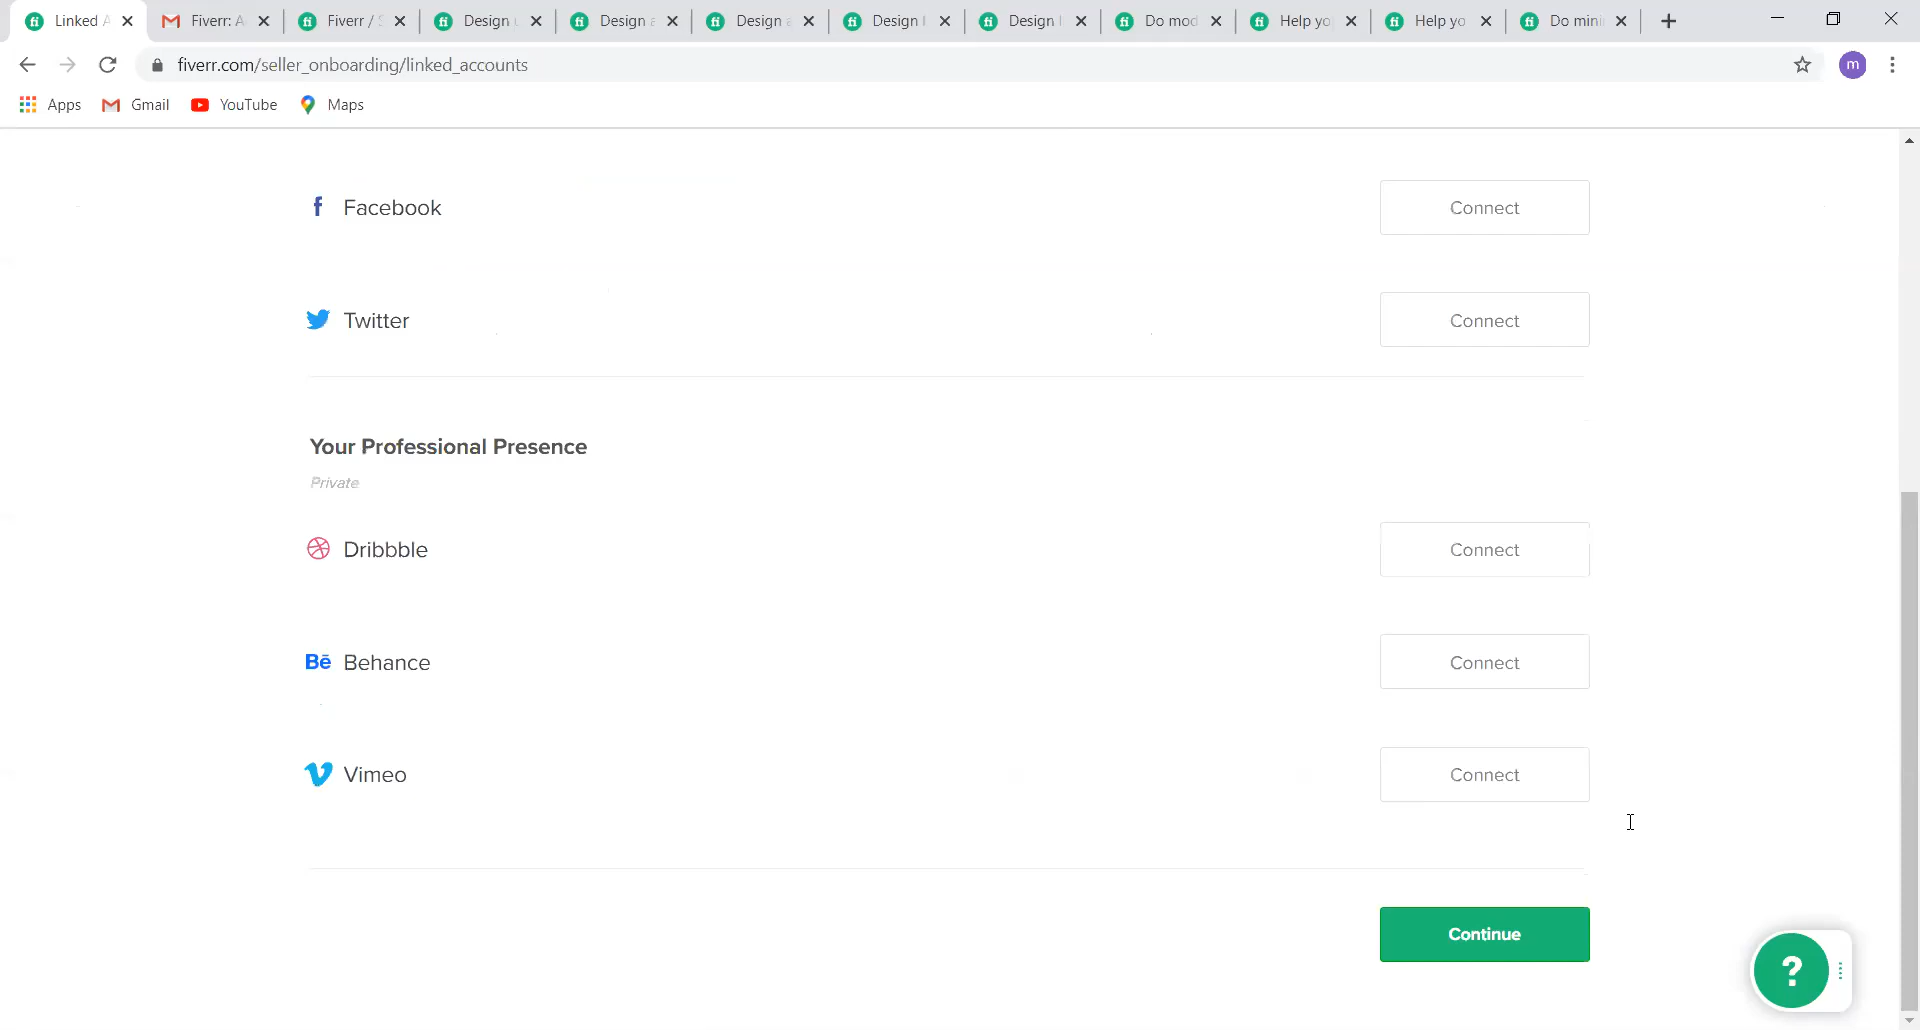 Linked A
Fiverr: A
Fiverr / S
Design u
Design a
Design a
Design l
Design l
Do mod
Help yo
Help yo
Do mini
fiverr.com/seller_onboarding/linked_accounts
m
Apps
Gmail
YouTube
Maps
f Facebook
Connect
Twitter
Connect
Your Professional Presence
Private
Dribbble
Connect
Bē Behance
Connect
Vimeo
Connect
Continue
?